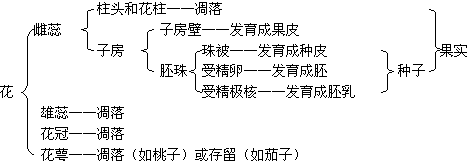 柱头和花柱——凋落
雌蕊
子房壁——发育成果皮
子房
珠被——发育成种皮
果实
胚珠
受精卵——发育成胚
种子
花
受精极核——发育成胚乳
雄蕊——凋落
花冠——凋落
花萼——凋落（如桃子）或存留（如茄子）